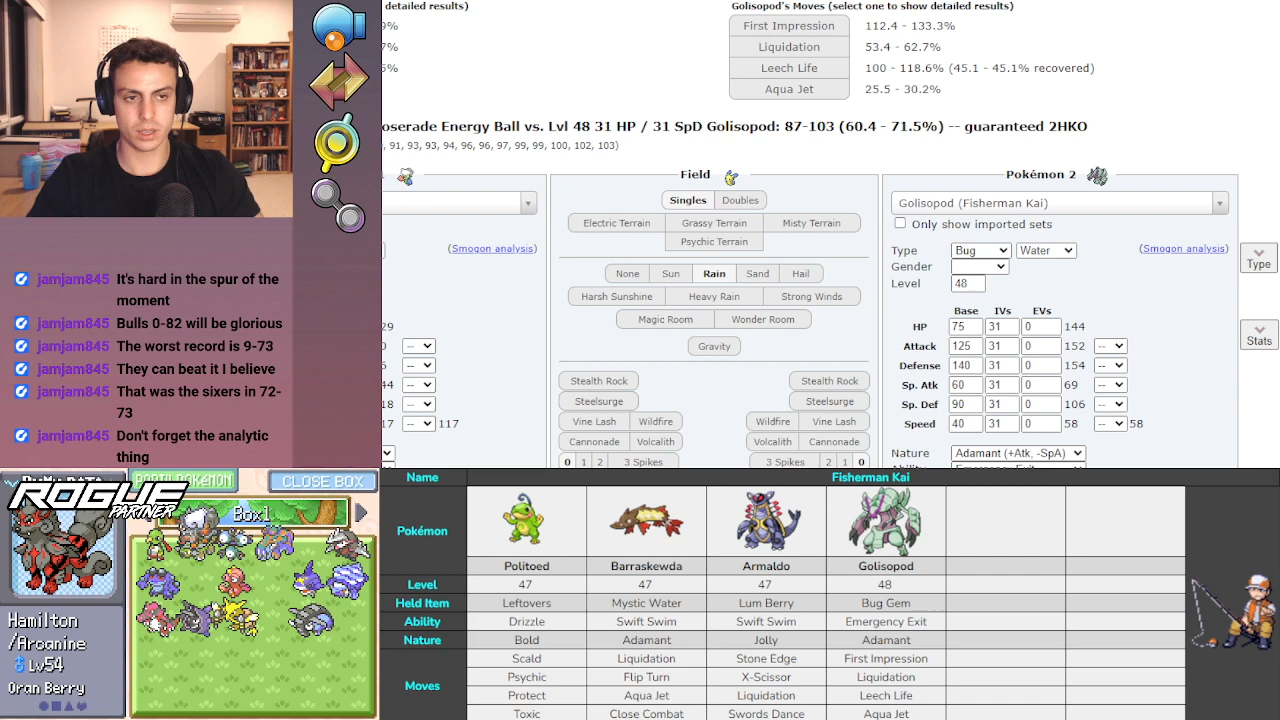 detailed results)
Golisopod's Moves (select one to show detailed results)
9%
First Impression 112.4 - 133.3%
7%
Liquidation 53.4 - 62.7%
5%
Leech Life 100 - 118.6% (45.1 - 45.1% recovered)
Aqua Jet 25.5 - 30.2%
oserade Energy Ball vs. Lvl 48 31 HP / 31 SpD Golisopod: 87-103 (60.4 - 71.5%) -- guaranteed 2HKO
, 91, 93, 93, 94, 96, 96, 97, 99, 99, 100, 102, 103)
Field
Pokémon 2
Singles Doubles
Golisopod (Fisherman Kai)
Electric Terrain Grassy Terrain Misty Terrain
Only show imported sets
Psychic Terrain
(Smogon analysis)
Type Bug Water (Smogon analysis)
Gender
Type
None Sun Rain Sand Hail
Level 48
Harsh Sunshine Heavy Rain Strong Winds
Magic Room Wonder Room
Gravity
Base IVs EVs
29
HP 75 31 0 144
Attack 125 31 0 152 --
Stats
Defense 140 31 0 154 --
Sp. Atk 60 31 0 69 --
Sp. Def 90 31 0 106 --
Speed 40 31 0 58 -- 58
--
--
44 --
18 --
17 -- 117
Stealth Rock Stealth Rock
Steelsurge Steelsurge
Vine Lash Wildfire Wildfire Vine Lash
Cannonade Volcalith Volcalith Cannonade
0 1 2 3 Spikes 3 Spikes 2 1 0
Nature Adamant (+Atk, -SpA)
jamjam845 It's hard in the spur of the
moment
jamjam845 Bulls 0-82 will be glorious
jamjam845 The worst record is 9-73
jamjam845 They can beat it I believe
jamjam845 That was the sixers in 72-
73
jamjam845 Don't forget the analytic
thing
PARTY POKéMON
CLOSE BOX
ROGUE
PARTNER
Box1
Hamilton
/Arcanine
♂ Lv54
Oran Berry
Name Fisherman Kai
Pokémon Politoed Barraskewda Armaldo Golisopod
Level 47 47 47 48
Held Item Leftovers Mystic Water Lum Berry Bug Gem
Ability Drizzle Swift Swim Swift Swim Emergency Exit
Nature Bold Adamant Jolly Adamant
Moves Scald Liquidation Stone Edge First Impression
Psychic Flip Turn X-Scissor Liquidation
Protect Aqua Jet Liquidation Leech Life
Toxic Close Combat Swords Dance Aqua Jet